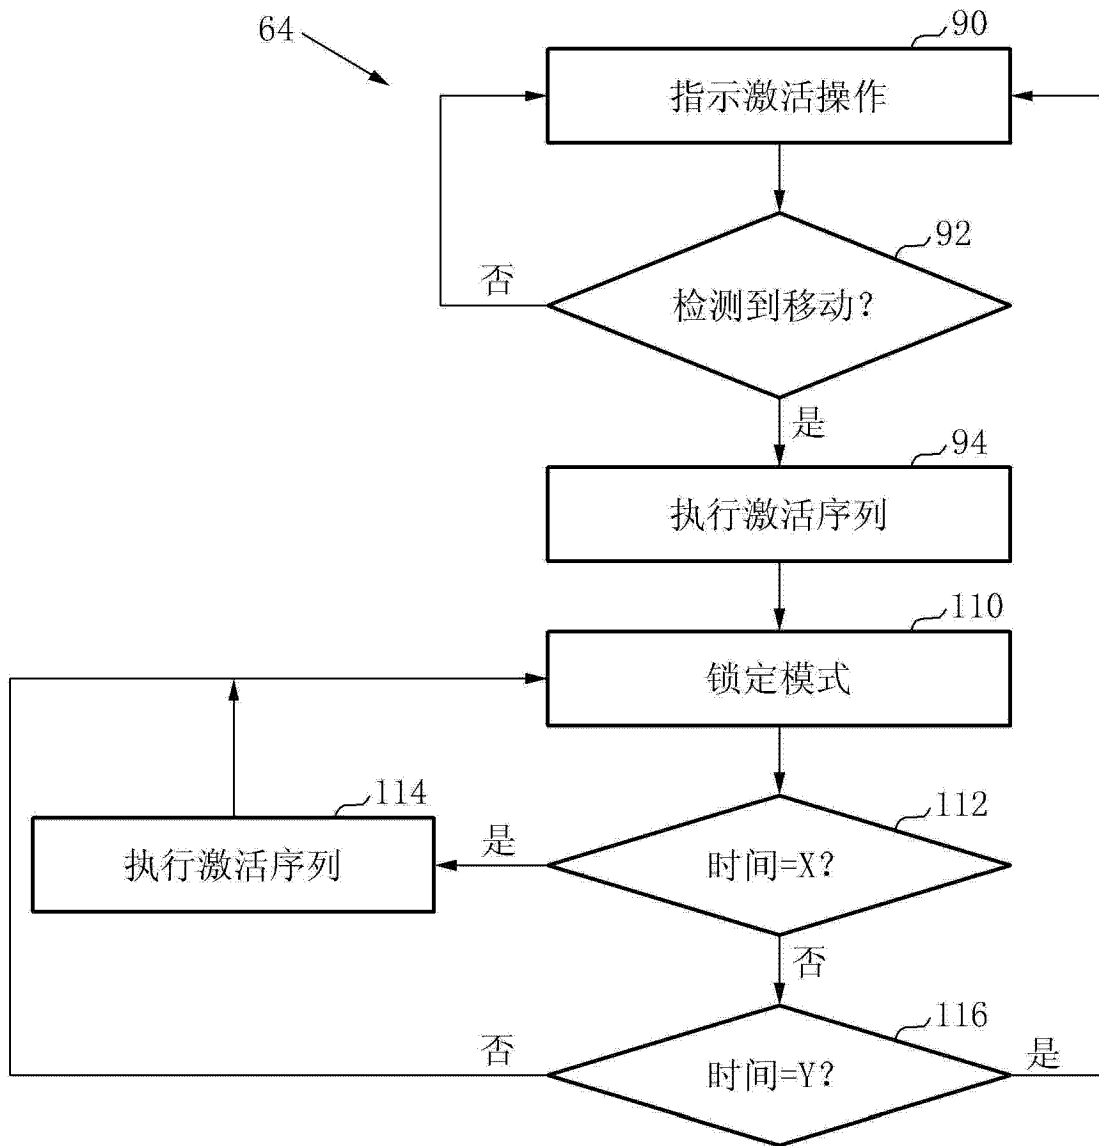 64
90
指示激活操作
92
否
检测到移动?
是
94
执行激活序列
110
锁定模式
114
执行激活序列
是
112
时间=X?
否
116
否
时间=Y?
是